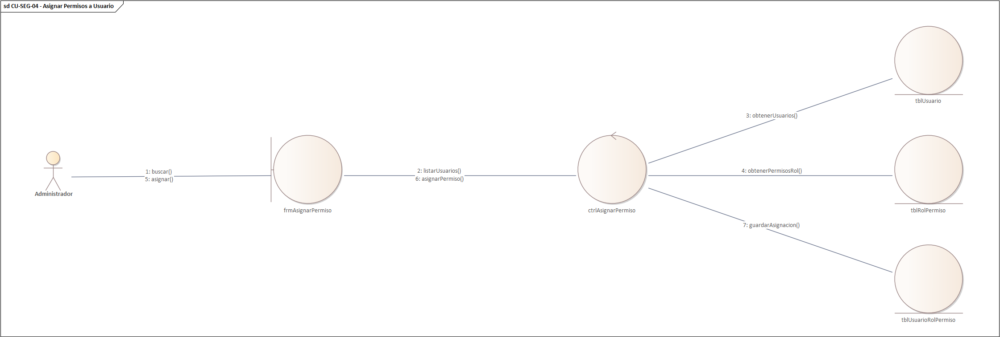 sd CU-SEG-04 - Asignar Permisos a Usuario
tblUsuario
3: obtenerUsuarios()
1: buscar()
5: asignar()
Administrador
frmAsignarPermiso
2: listarUsuarios()
6: asignarPermiso()
ctrlAsignarPermiso
4: obtenerPermisosRol()
tblRolPermiso
7: guardarAsignacion()
tblUsuarioRolPermiso